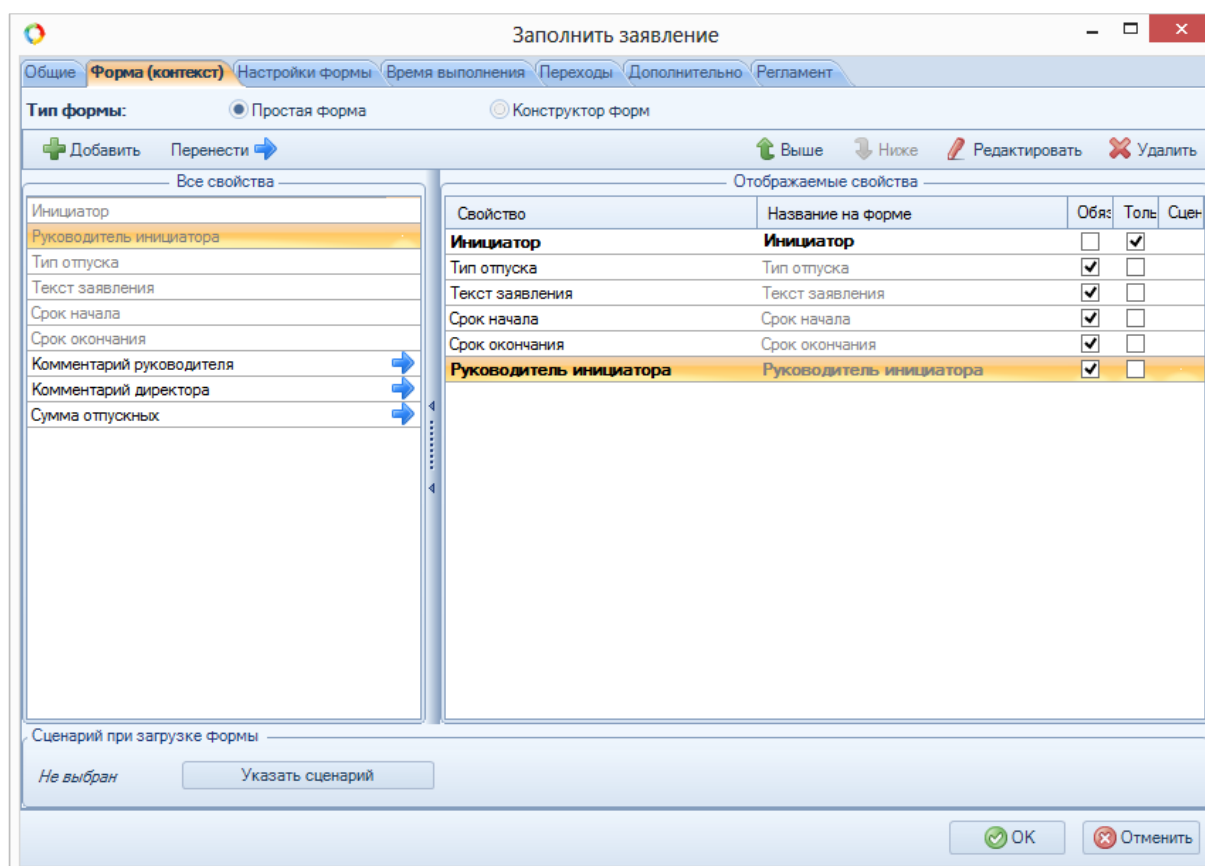 Заполнить заявление
Общие Форма (контекст) Настройки формы Время выполнения Переходы Дополнительно Регламент
Тип формы: Простая форма Конструктор форм
Добавить Перенести Выше Ниже Редактировать Удалить
Все свойства
Инициатор
Руководитель инициатора
Тип отпуска
Текст заявления
Срок начала
Срок окончания
Комментарий руководителя
Комментарий директора
Сумма отпускных
Отображаемые свойства
Свойство Название на форме Обяз Толь Сцен
Инициатор Инициатор
Тип отпуска Тип отпуска
Текст заявления Текст заявления
Срок начала Срок начала
Срок окончания Срок окончания
Руководитель инициатора Руководитель инициатора
Сценарий при загрузке формы
Не выбран Указать сценарий
OK Отменить